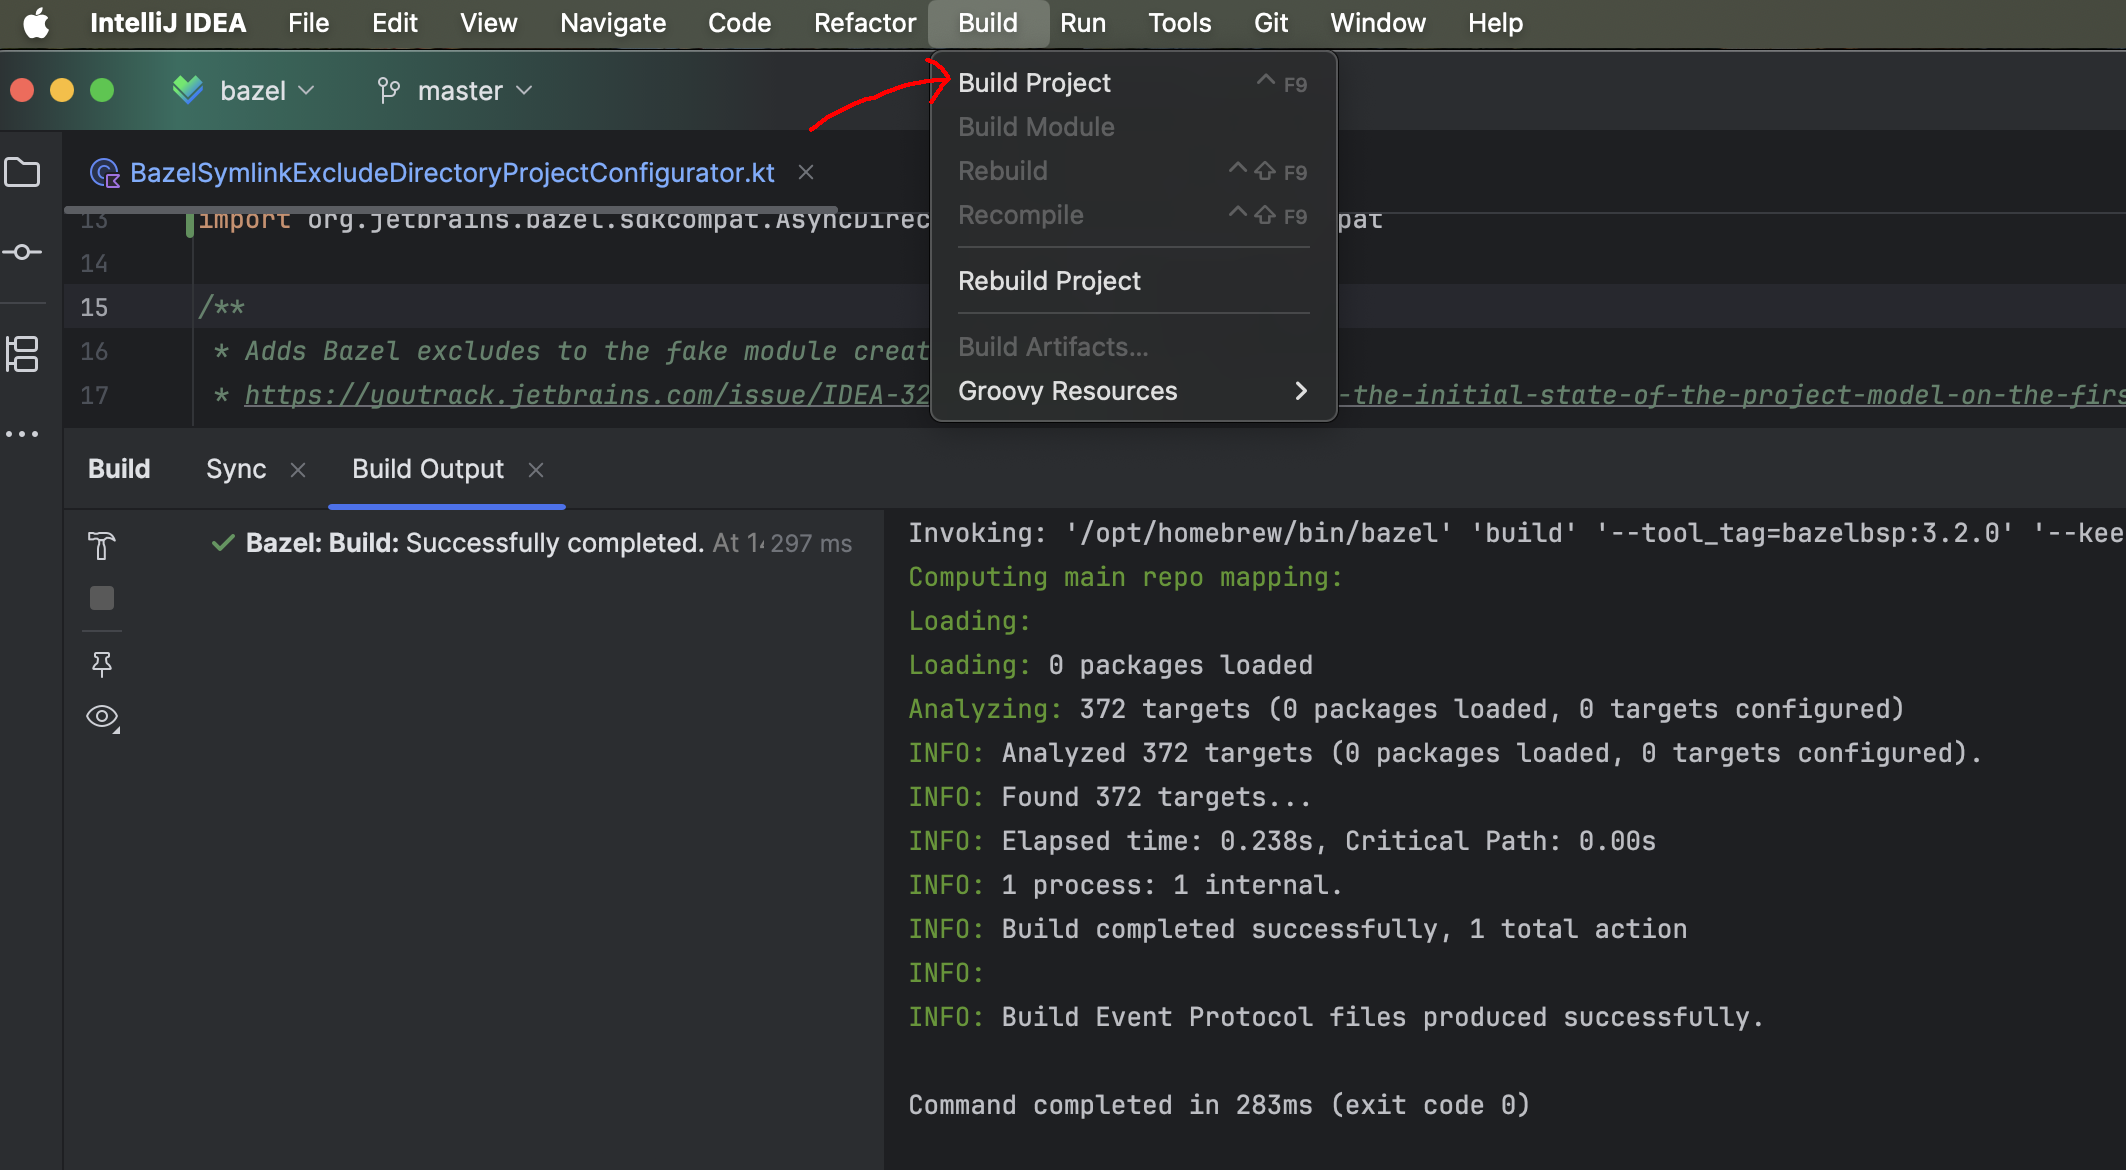 IntelliJ IDEA File Edit View Navigate Code Refactor Build Run Tools Git Window Help
bazel master
Build Project ^ F9
Build Module
Rebuild ^ ⇧ F9
Recompile ^ ⇧ F9
Rebuild Project
Build Artifacts...
Groovy Resources
BazelSymlinkExcludeDirectoryProjectConfigurator.kt
13 import org.jetbrains.bazel.sdkcompat.AsyncDirec pat
14
15 /**
16 * Adds Bazel excludes to the fake module creat
17 * https://youtrack.jetbrains.com/issue/IDEA-32 -the-initial-state-of-the-project-model-on-the-firs
Build Sync Build Output
Bazel: Build: Successfully completed. At 297 ms
Invoking: '/opt/homebrew/bin/bazel' 'build' '--tool_tag=bazelbsp:3.2.0' '--kee
Computing main repo mapping:
Loading:
Loading: 0 packages loaded
Analyzing: 372 targets (0 packages loaded, 0 targets configured)
INFO: Analyzed 372 targets (0 packages loaded, 0 targets configured).
INFO: Found 372 targets...
INFO: Elapsed time: 0.238s, Critical Path: 0.00s
INFO: 1 process: 1 internal.
INFO: Build completed successfully, 1 total action
INFO:
INFO: Build Event Protocol files produced successfully.
Command completed in 283ms (exit code 0)